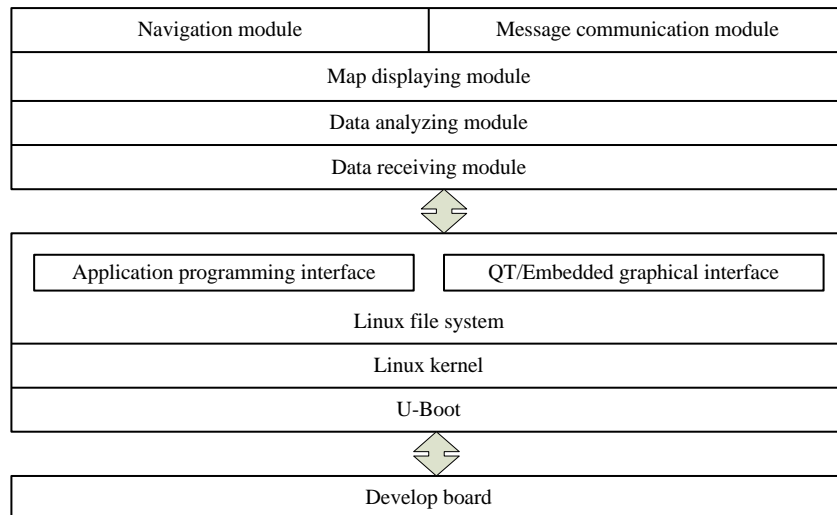 Navigation module
Message communication module
Map displaying module
Data analyzing module
Data receiving module
Application programming interface
QT/Embedded graphical interface
Linux file system
Linux kernel
U-Boot
Develop board